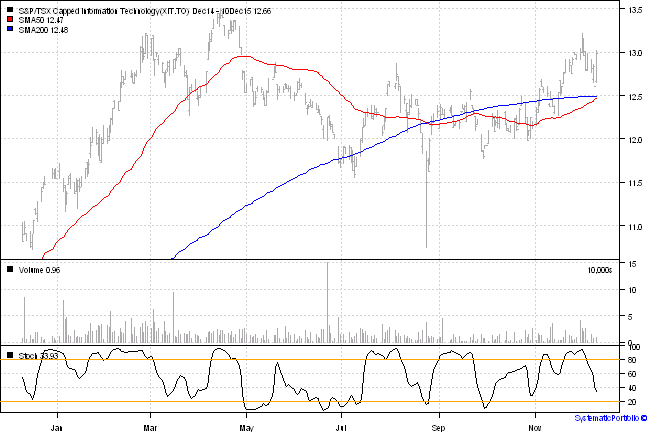 S&P/TSX Capped Information Technology(XIT.TO) Dec14 - 10Dec15 12.66
SMA50 12.47
SMA200 12.48
13.5
13.0
12.5
12.0
11.5
11.0
Volume 0.96
15
10,000s
10
5
0
Stoch 33.93
100
80
60
40
20
Jan Mar May Jul Sep Nov
SystematicPortfolio ©